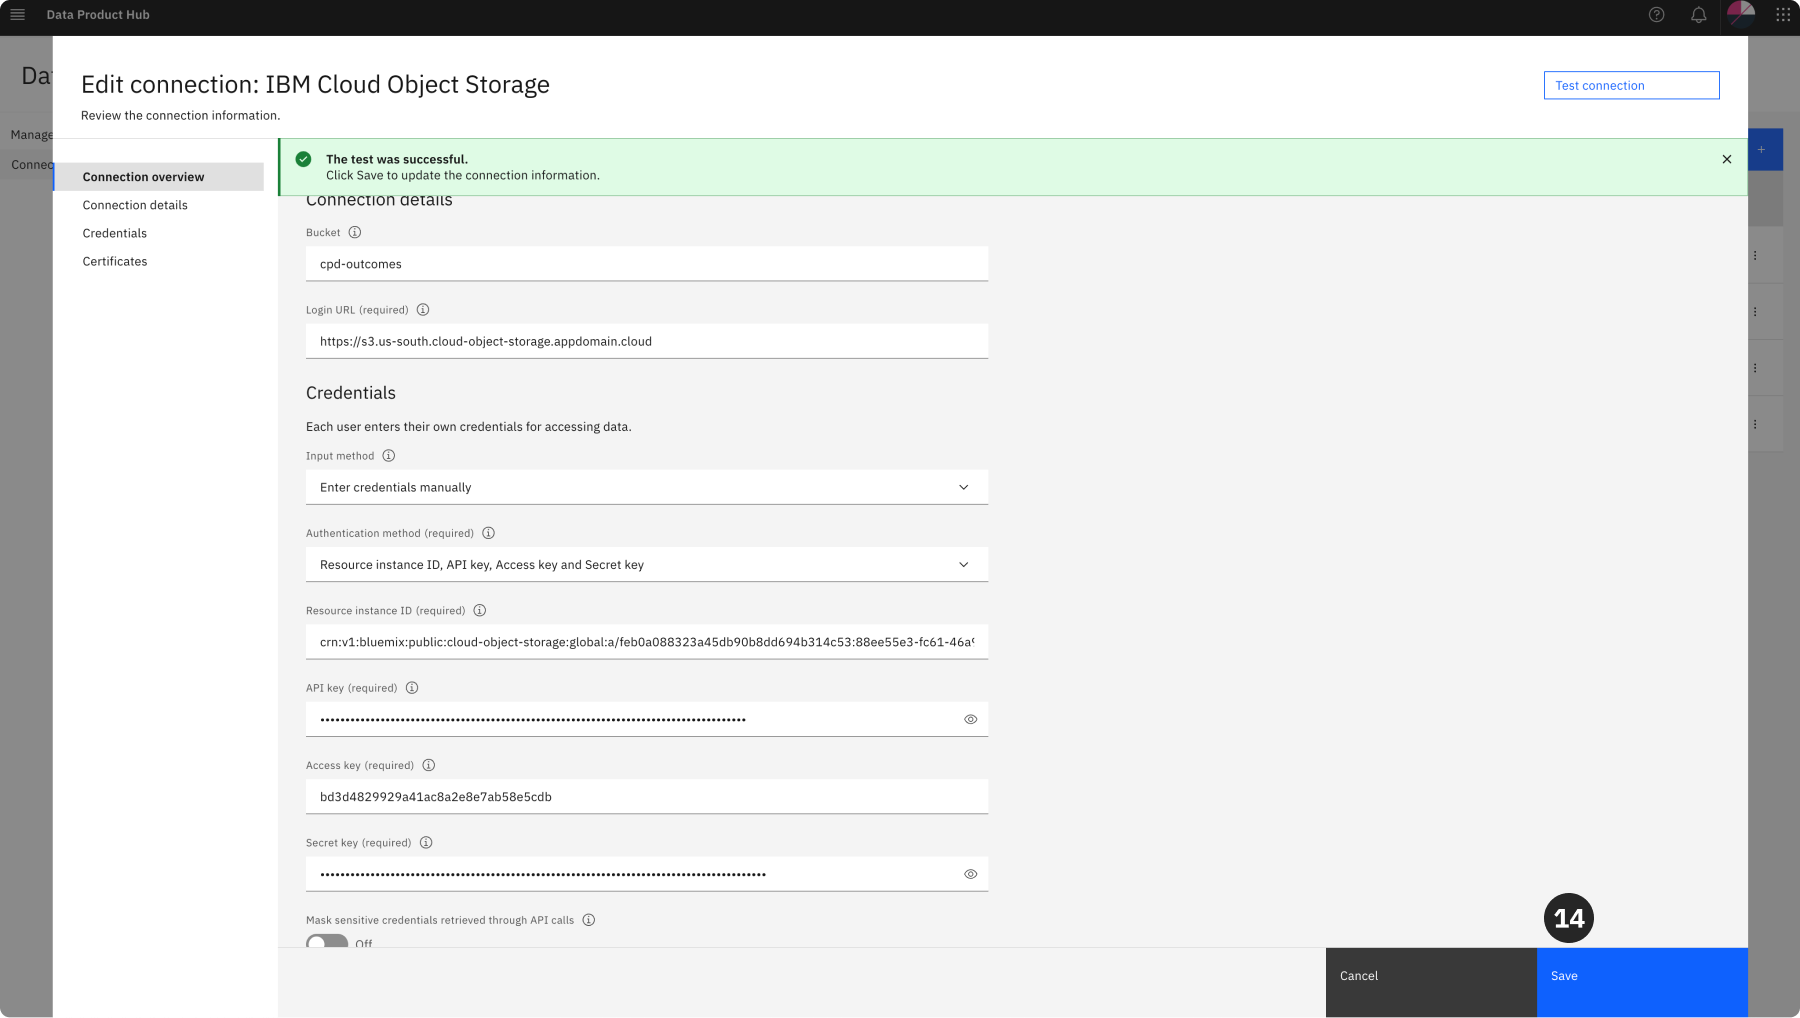 Data Product Hub
Da
Edit connection: IBM Cloud Object Storage
Test connection
Review the connection information.
Manage
Connec
The test was successful.
Click Save to update the connection information.
Connection overview
Connection details
Credentials
Certificates
Connection details
Bucket
cpd-outcomes
Login URL (required)
https://s3.us-south.cloud-object-storage.appdomain.cloud
Credentials
Each user enters their own credentials for accessing data.
Input method
Enter credentials manually
Authentication method (required)
Resource instance ID, API key, Access key and Secret key
Resource instance ID (required)
crn:v1:bluemix:public:cloud-object-storage:global:a/feb0a088323a45db90b8dd694b314c53:88ee55e3-fc61-46a
API key (required)
Access key (required)
bd3d4829929a41ac8a2e8e7ab58e5cdb
Secret key (required)
Mask sensitive credentials retrieved through API calls
Off
14
Cancel
Save